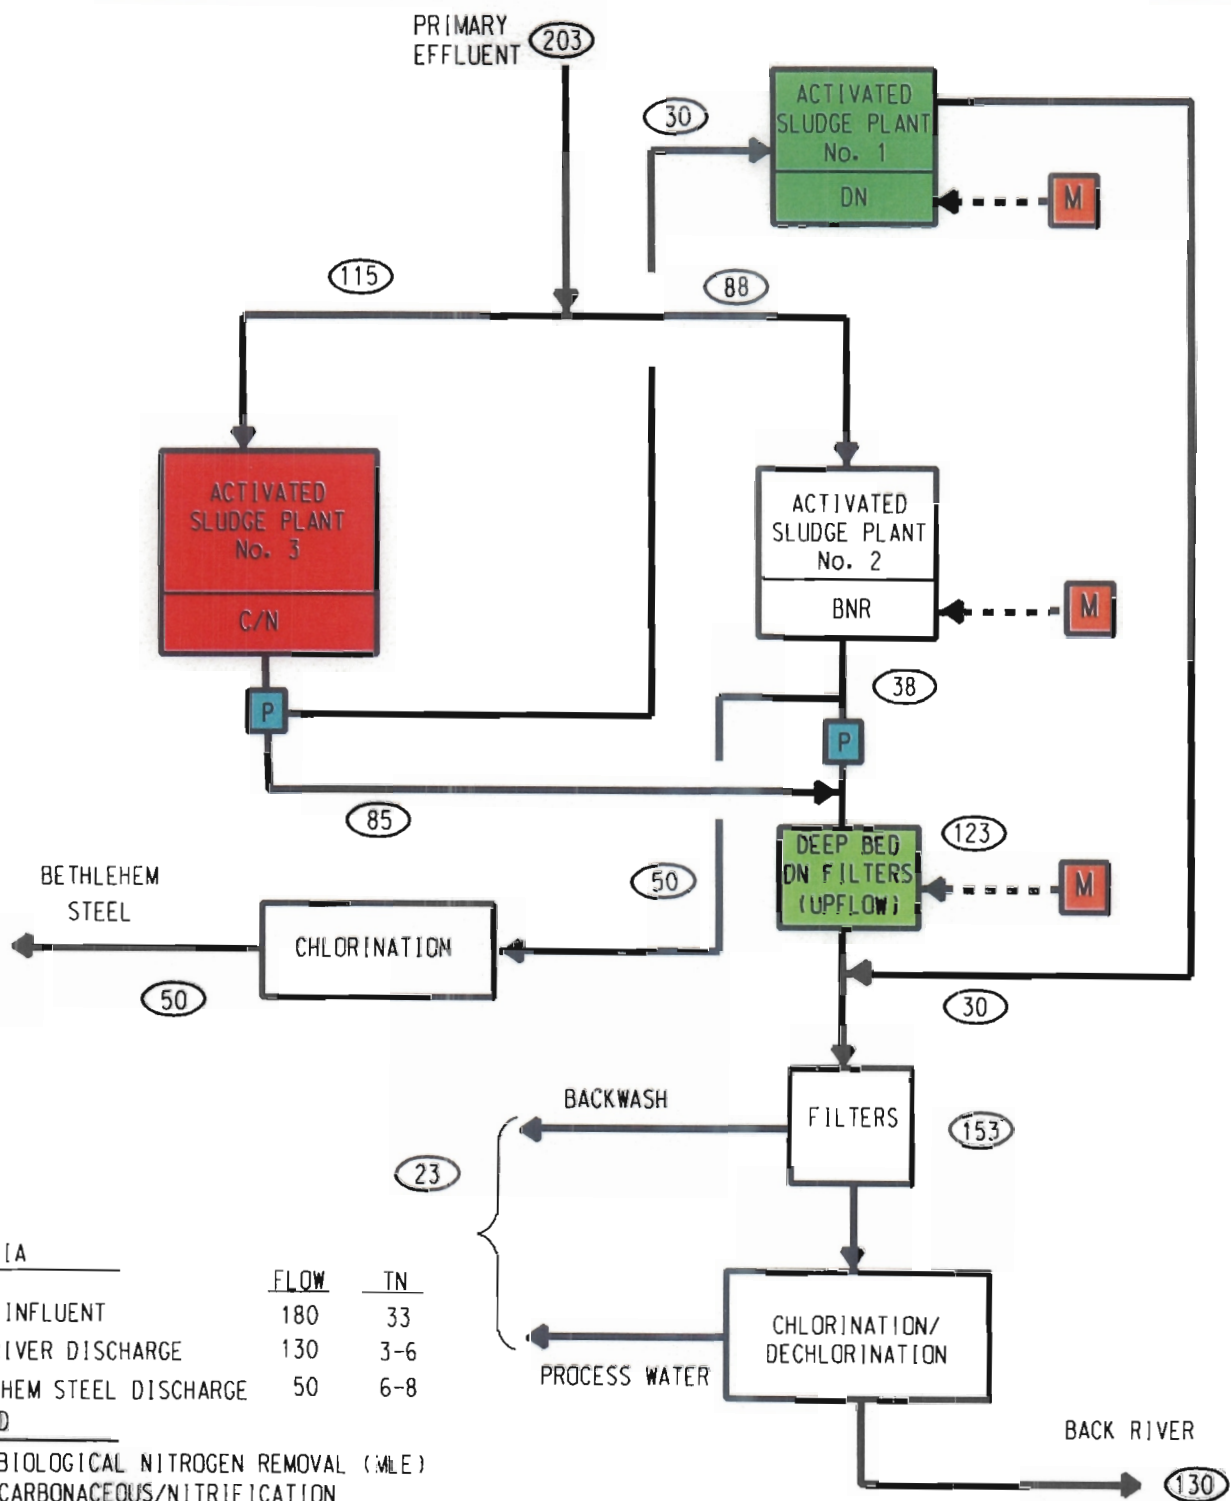 PRIMARY
EFFLUENT
203
30
ACTIVATED
SLUDGE PLANT
No. 1
DN
M
115
88
ACTIVATED
SLUDGE PLANT
No. 3
C/N
ACTIVATED
SLUDGE PLANT
No. 2
BNR
M
P
38
P
85
DEEP BED
DN FILTERS
(UPFLOW)
123
M
BETHLEHEM
STEEL
50
CHLORINATION
50
30
BACKWASH
FILTERS
153
23
IA
FLOW TN
INFLUENT 180 33
IVER DISCHARGE 130 3-6
HEM STEEL DISCHARGE 50 6-8
D
BIOLOGICAL NITROGEN REMOVAL (MLE)
CARBONACEOUS/NITRIFICATION
PROCESS WATER
CHLORINATION/
DECHLORINATION
BACK RIVER
130